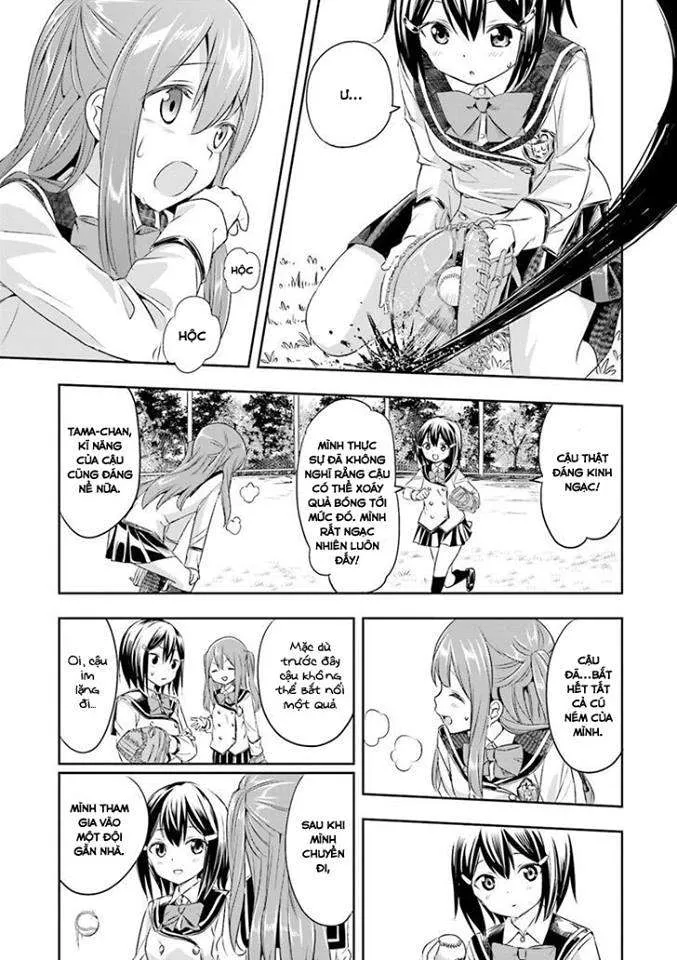 Ư...
HỘC
HỘC
CẬU THẬT
ĐÁNG KINH
NGẠC!
MÌNH THỰC
SỰ ĐÃ KHÔNG
NGHĨ RẰNG CẬU
CÓ THỂ XOÁY
QUẢ BÓNG TỚI
MỨC ĐÓ. MÌNH
RẤT NGẠC
NHIÊN LUÔN
ĐẤY!
TAMA-CHAN,
KĨ NĂNG
CỦA CẬU
CŨNG ĐÁNG
NỂ NỮA.
CẬU
ĐÃ...BẮT
HẾT TẤT
CẢ CÚ
NÉM CỦA
MÌNH.
Mặc dù
trước đây
cậu không
thể bắt nổi
một quả
Oi, cậu
im
lặng
đi...
SAU KHI
MÌNH
CHUYỂN ĐI,
MÌNH THAM
GIA VÀO
MỘT ĐỘI
GẦN NHÀ.